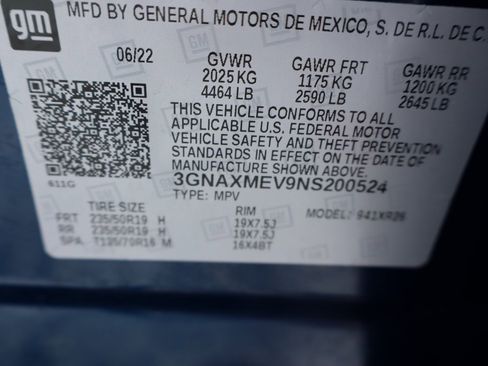 gm
MFD BY GENERAL MOTORS DE MEXICO, S. DE R.L. DE C.
06/22 GVWR GAWR FRT GAWR RR
2025 KG 1175 KG 1200 KG
4464 LB 2590 LB 2645 LB
THIS VEHICLE CONFORMS TO ALL
APPLICABLE U.S. FEDERAL MOTOR
VEHICLE SAFETY AND THEFT PREVENTION
STANDARDS IN EFFECT ON THE DATE OF
MANUFACTURE SHOWN ABOVE.
611G 3GNAXMEV9NS200524
TYPE: MPV
TIRE SIZE RIM MODEL: 941XR26
FRT 235/50R19 H 19X7.5J
RR 235/50R19 H 19X7.5J
SPA T135/70R16 M 16X4BT